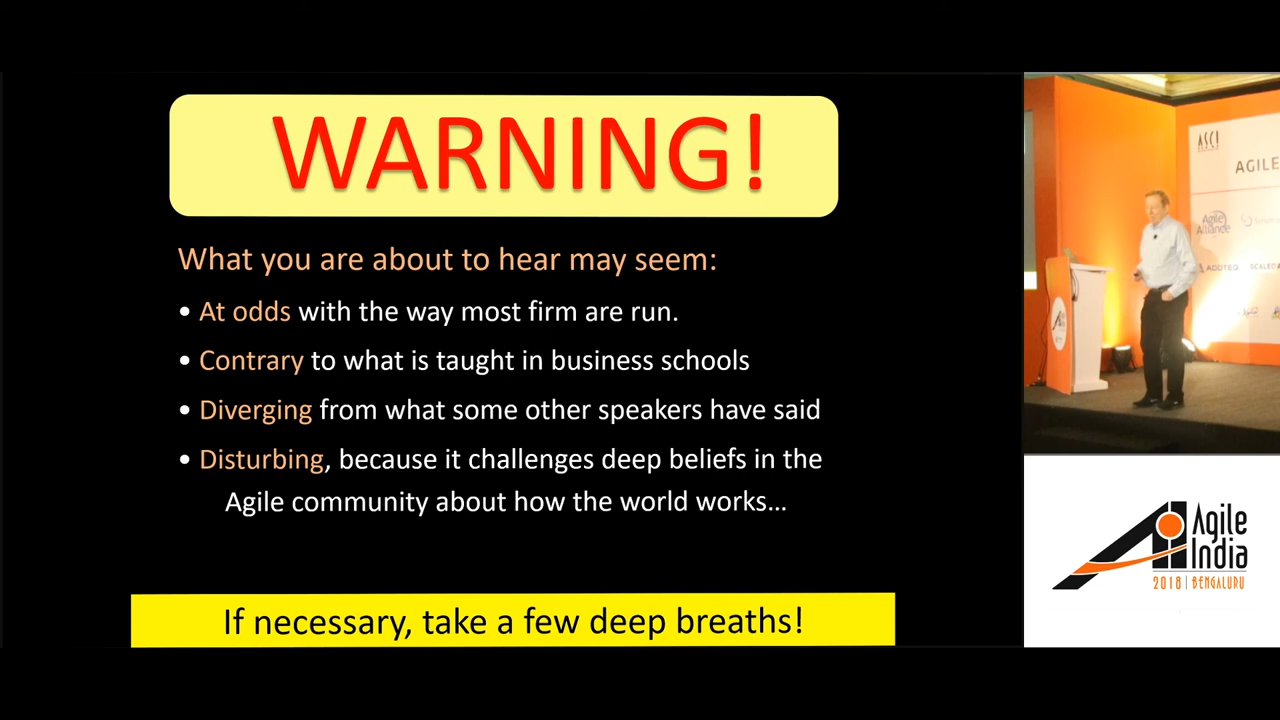 WARNING!
What you are about to hear may seem:
• At odds with the way most firm are run.
• Contrary to what is taught in business schools
• Diverging from what some other speakers have said
• Disturbing, because it challenges deep beliefs in the
Agile community about how the world works...
If necessary, take a few deep breaths!
ASCI
AGILE
Agile
Alliance
ADDTEQ
SCALED
Agile
India
2018 | BENGALURU